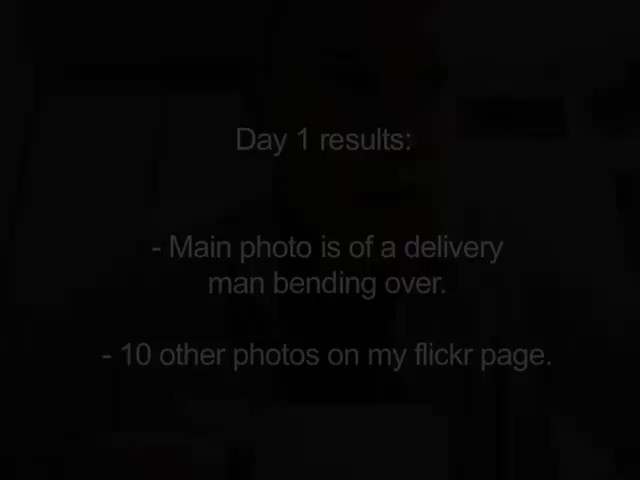 Day 1 results:
- Main photo is of a delivery
man bending over.
- 10 other photos on my flickr page.